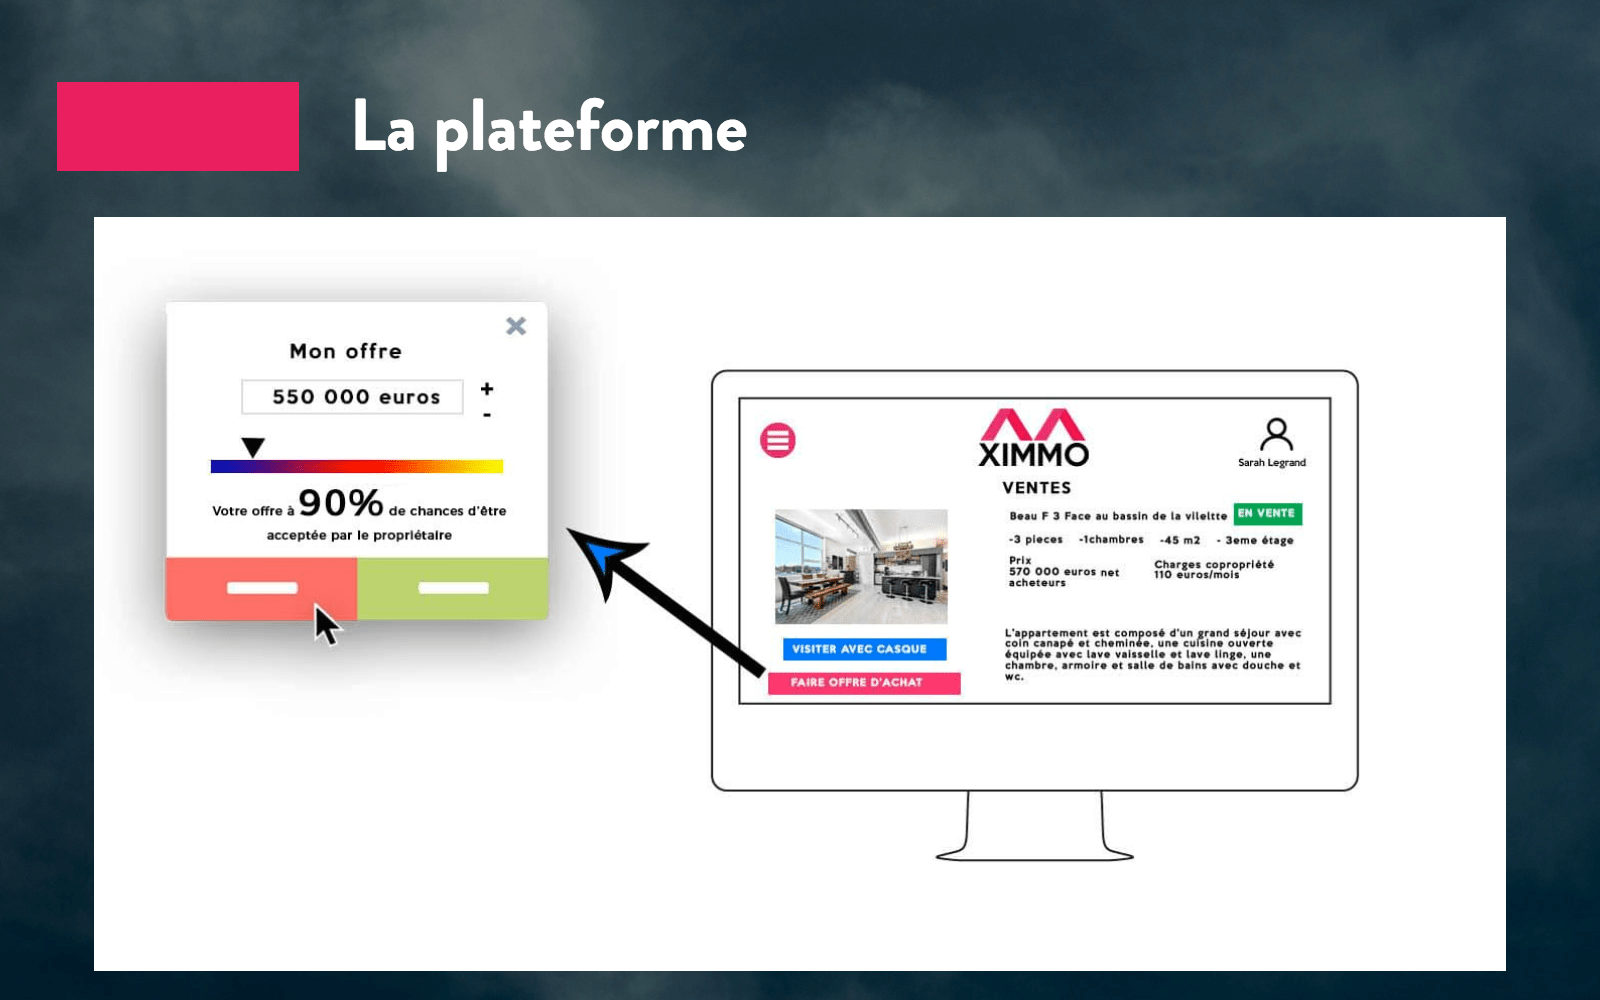 La plateforme
Mon offre
550 000 euros
+
-
Votre offre à 90% de chances d'être
acceptée par le propriétaire
XIMMO
Sarah Legrand
VENTES
Beau F 3 Face au bassin de la vileltte
EN VENTE
-3 pieces -1chambres -45 m2 - 3eme étage
Prix
570 000 euros net
acheteurs
Charges copropriété
110 euros/mois
VISITER AVEC CASQUE
FAIRE OFFRE D'ACHAT
L'appartement est composé d'un grand séjour avec
coin canapé et cheminée, une cuisine ouverte
équipée avec lave vaisselle et lave linge, une
chambre, armoire et salle de bains avec douche et
wc.